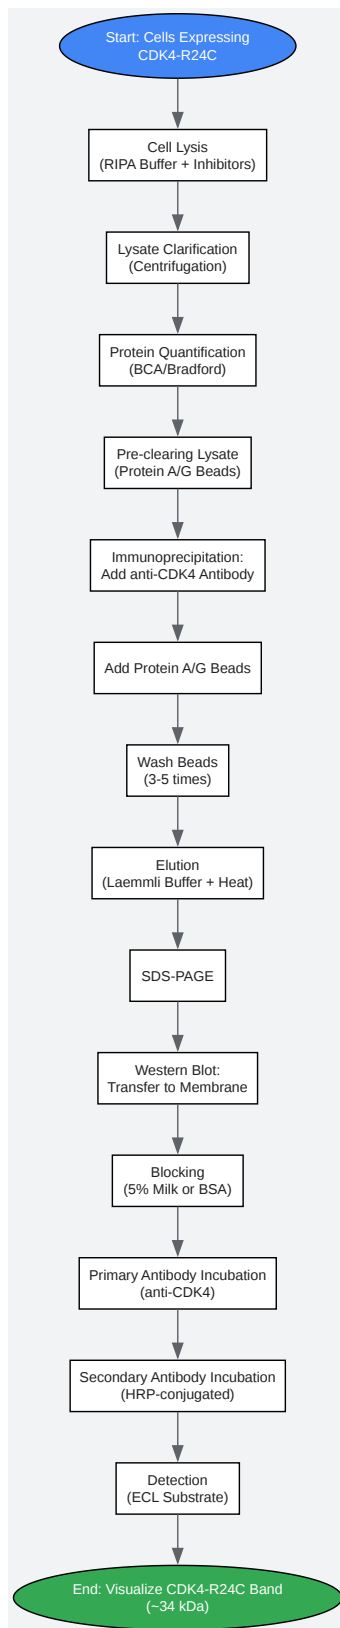 Start: Cells Expressing
CDK4-R24C
Cell Lysis
(RIPA Buffer + Inhibitors)
Lysate Clarification
(Centrifugation)
Protein Quantification
(BCA/Bradford)
Pre-clearing Lysate
(Protein A/G Beads)
Immunoprecipitation:
Add anti-CDK4 Antibody
Add Protein A/G Beads
Wash Beads
(3-5 times)
Elution
(Laemmli Buffer + Heat)
SDS-PAGE
Western Blot:
Transfer to Membrane
Blocking
(5% Milk or BSA)
Primary Antibody Incubation
(anti-CDK4)
Secondary Antibody Incubation
(HRP-conjugated)
Detection
(ECL Substrate)
End: Visualize CDK4-R24C Band
(~34 kDa)